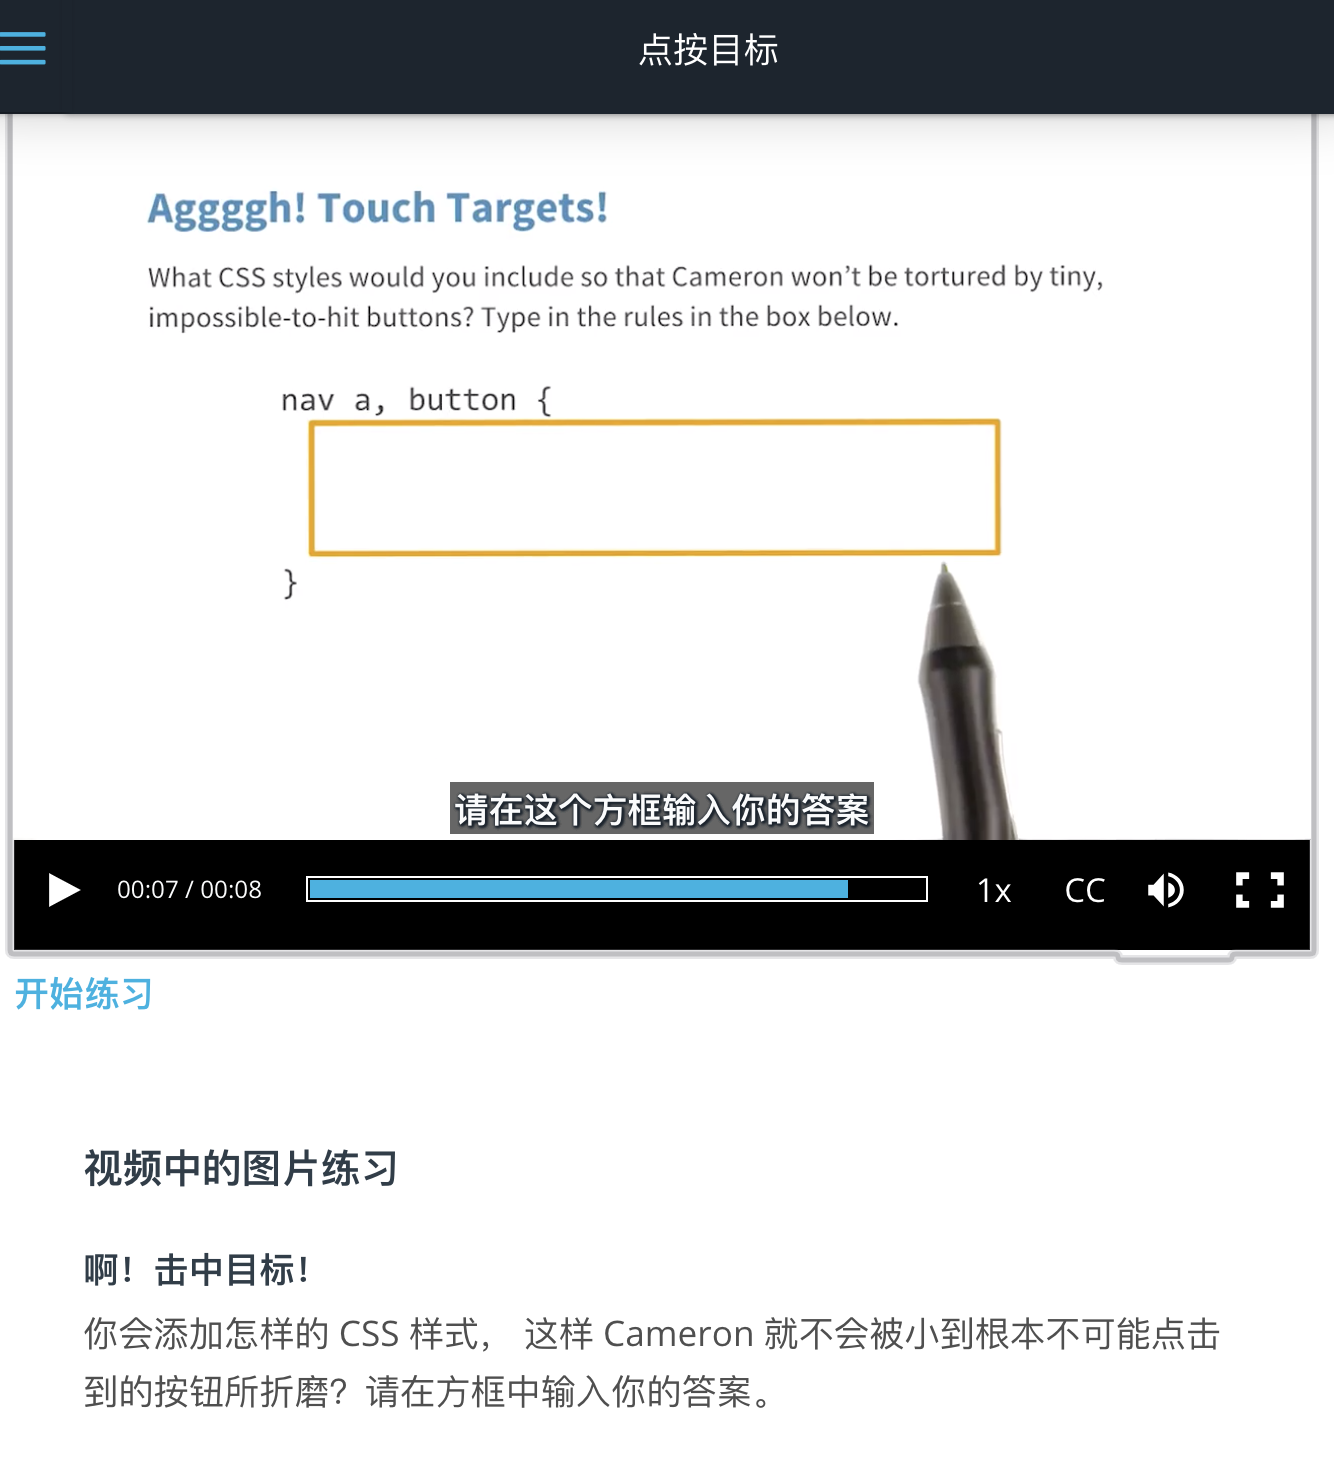 点按目标
Aggggh! Touch Targets!
What CSS styles would you include so that Cameron won’t be tortured by tiny,
impossible-to-hit buttons? Type in the rules in the box below.
nav a, button {
}
请在这个方框输入你的答案
00:07 / 00:08
1x
CC
开始练习
视频中的图片练习
啊！击中目标！
你会添加怎样的 CSS 样式， 这样 Cameron 就不会被小到根本不可能点击
到的按钮所折磨？请在方框中输入你的答案。